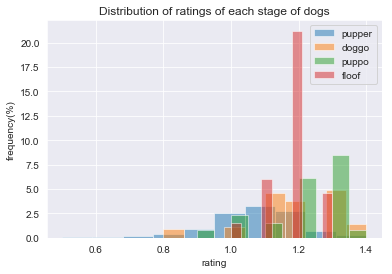 Distribution of ratings of each stage of dogs
pupper
doggo
puppo
floof
frequency(%)
20.0
17.5
15.0
12.5
10.0
7.5
5.0
2.5
0.0
0.6 0.8 1.0 1.2 1.4
rating